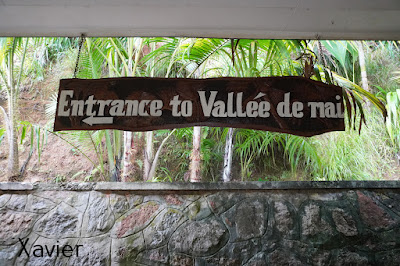 Entrance to Vallée de mai
Xavier